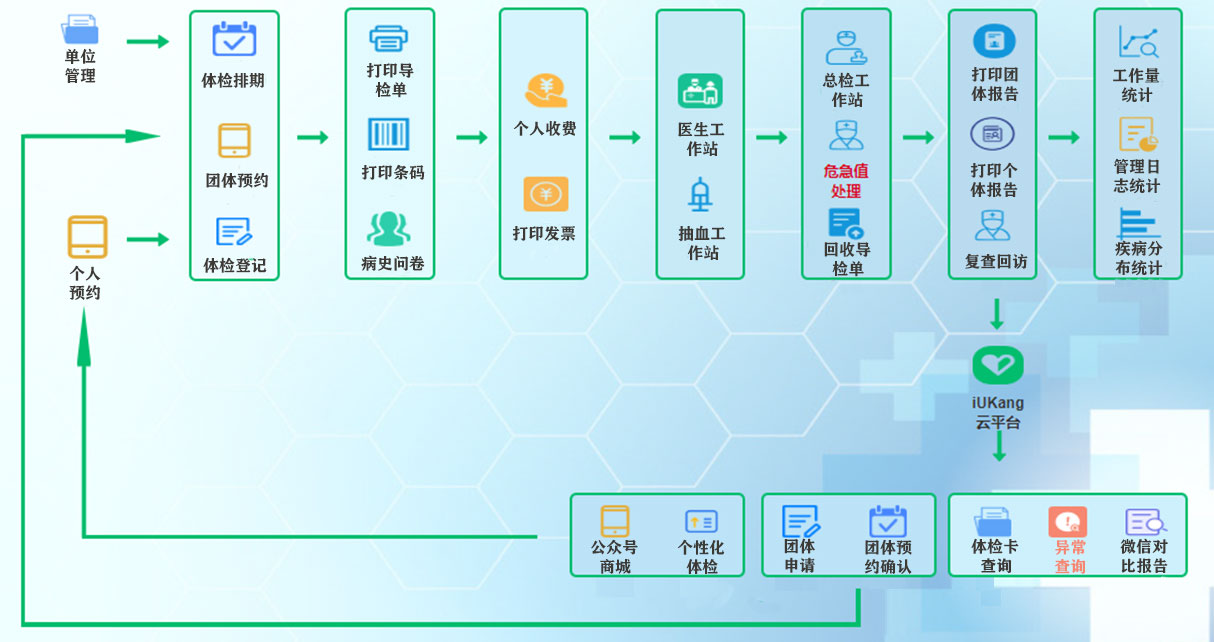 单位
管理
个人
预约
体检排期
团体预约
体检登记
打印导
检单
打印条码
病史问卷
个人收费
打印发票
医生工
作站
抽血工
作站
总检工
作站
危急值
处理
回收导
检单
打印团
体报告
打印个
体报告
复查回访
工作量
统计
管理日
志统计
疾病分
布统计
iUKang
云平台
公众号
商城
个性化
体检
团体
申请
团体预
约确认
体检卡
查询
异常
查询
微信对
比报告